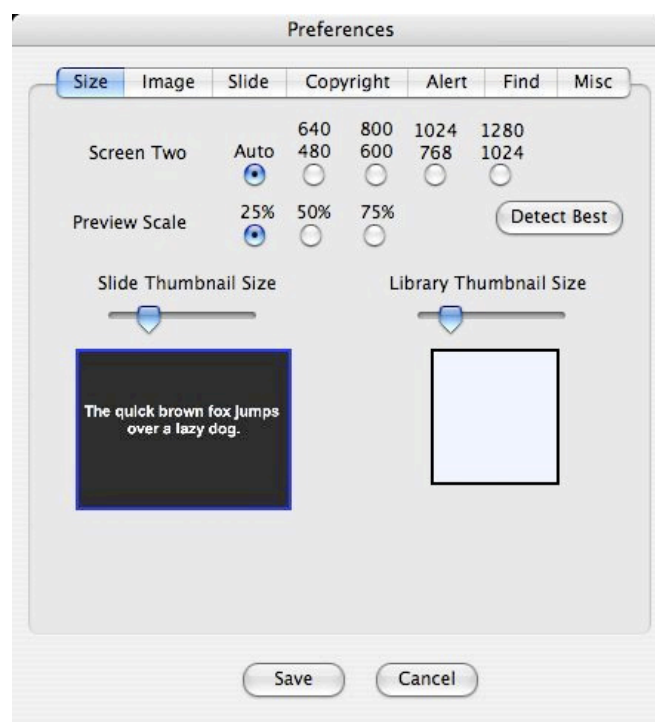 Preferences
Size Image Slide Copyright Alert Find Misc
640 800 1024 1280
Screen Two Auto 480 600 768 1024
Preview Scale 25% 50% 75% Detect Best
Slide Thumbnail Size Library Thumbnail Size
The quick brown fox jumps
over a lazy dog.
Save Cancel